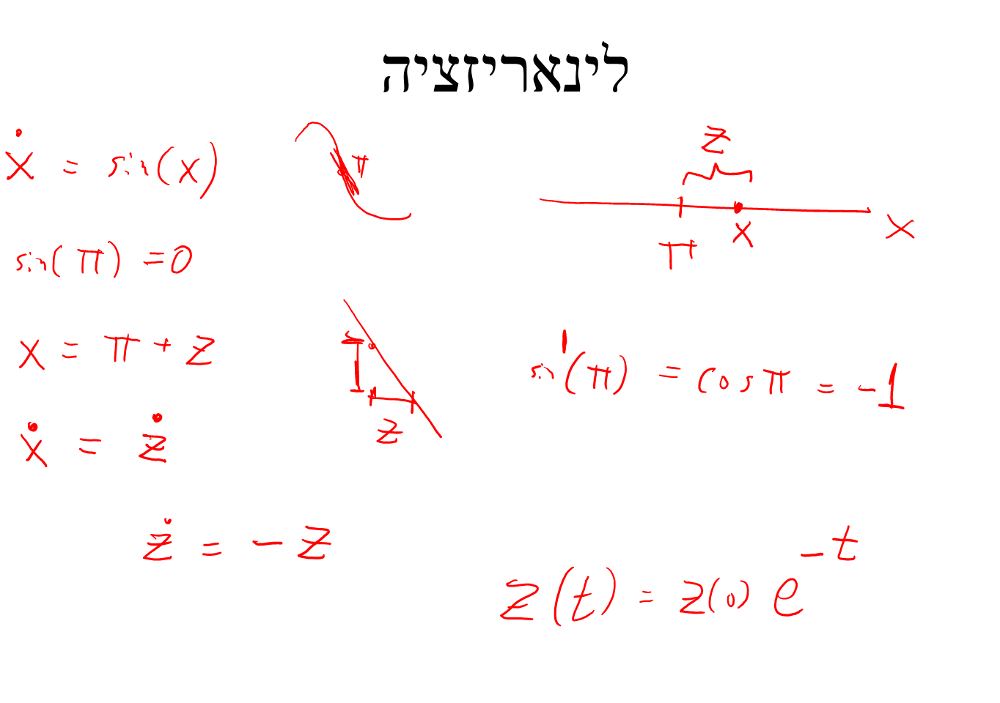 לינאריזציה
ẋ = sin(x)
π
z
π x x
sin(π) = 0
x = π + z
sin'(π) = cos π = -1
z
ẋ = ż
ż = -z
z(t) = z(0) e^-t